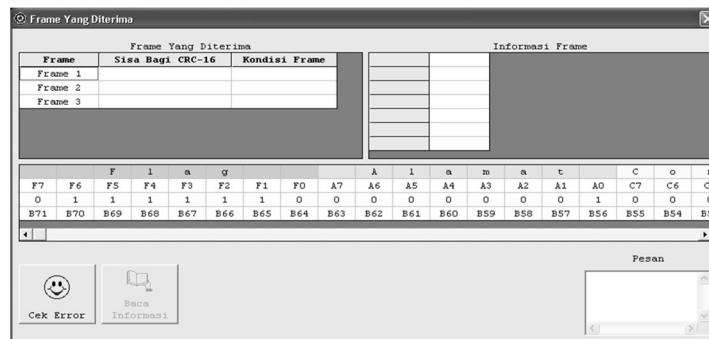 Frame Yang Diterima
Frame Yang Diterima
Informasi Frame
Frame Sisa Bagi CRC-16 Kondisi Frame
Frame 1
Frame 2
Frame 3
F l a g A l a m a t C o
F7 F6 F5 F4 F3 F2 F1 F0 A7 A6 A5 A4 A3 A2 A1 A0 C7 C6
0 1 1 1 1 1 1 0 0 0 0 0 0 0 0 1 0 0
B71 B70 B69 B68 B67 B66 B65 B64 B63 B62 B61 B60 B59 B58 B57 B56 B55 B54
Pesan
Cek Error
Baca
Informasi